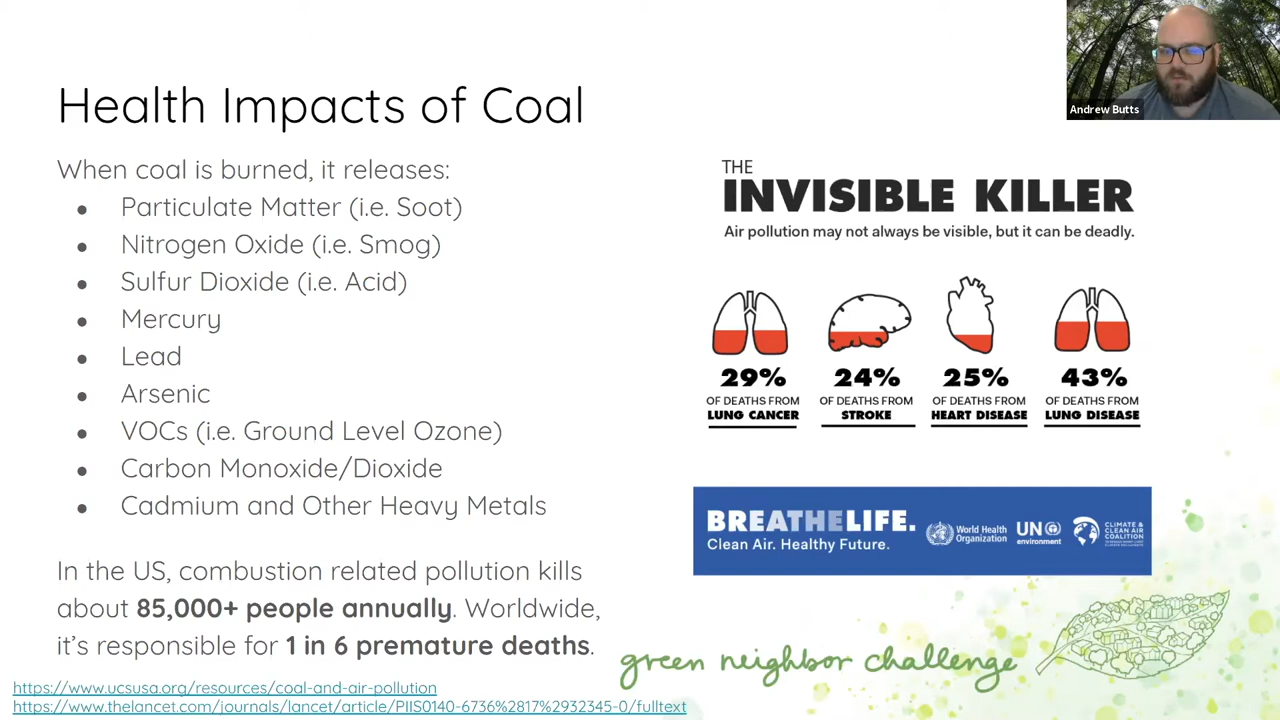 Andrew Butts
Health Impacts of Coal
When coal is burned, it releases:
● Particulate Matter (i.e. Soot)
● Nitrogen Oxide (i.e. Smog)
● Sulfur Dioxide (i.e. Acid)
● Mercury
● Lead
● Arsenic
● VOCs (i.e. Ground Level Ozone)
● Carbon Monoxide/Dioxide
● Cadmium and Other Heavy Metals
In the US, combustion related pollution kills
about 85,000+ people annually. Worldwide,
it's responsible for 1 in 6 premature deaths.
https://www.ucsusa.org/resources/coal-and-air-pollution
https://www.thelancet.com/journals/lancet/article/PIIS0140-6736%2817%2932345-0/fulltext
THE
INVISIBLE KILLER
Air pollution may not always be visible, but it can be deadly.
29%
OF DEATHS FROM
LUNG CANCER
24%
OF DEATHS FROM
STROKE
25%
OF DEATHS FROM
HEART DISEASE
43%
OF DEATHS FROM
LUNG DISEASE
BREATHELIFE.
Clean Air. Healthy Future.
World Health
Organization
UN
environment
CLIMATE &
CLEAN AIR
COALITION
green neighbor challenge